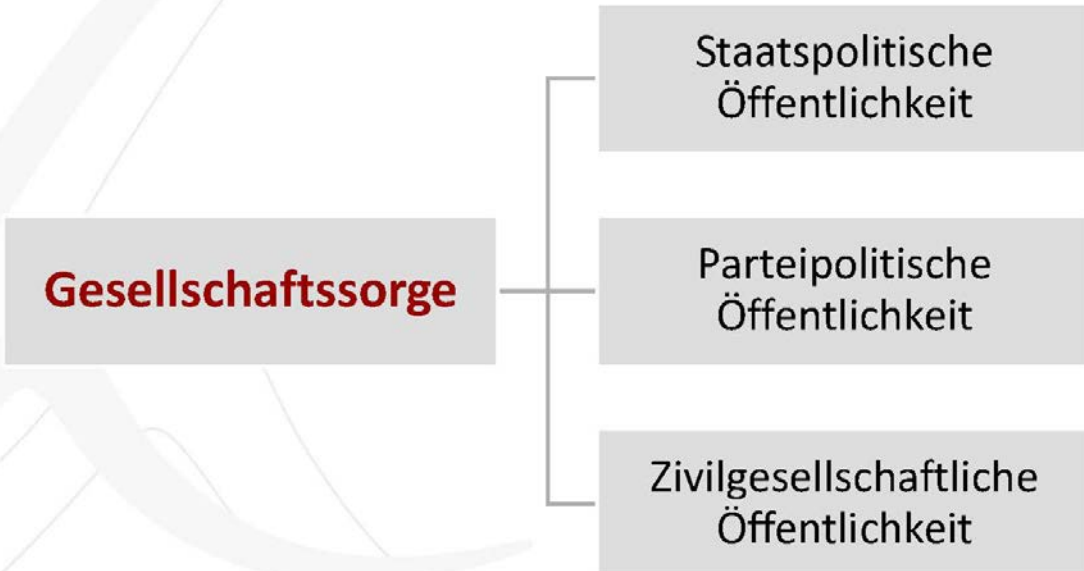 Gesellschaftssorge
Staatspolitische
Öffentlichkeit
Parteipolitische
Öffentlichkeit
Zivilgesellschaftliche
Öffentlichkeit